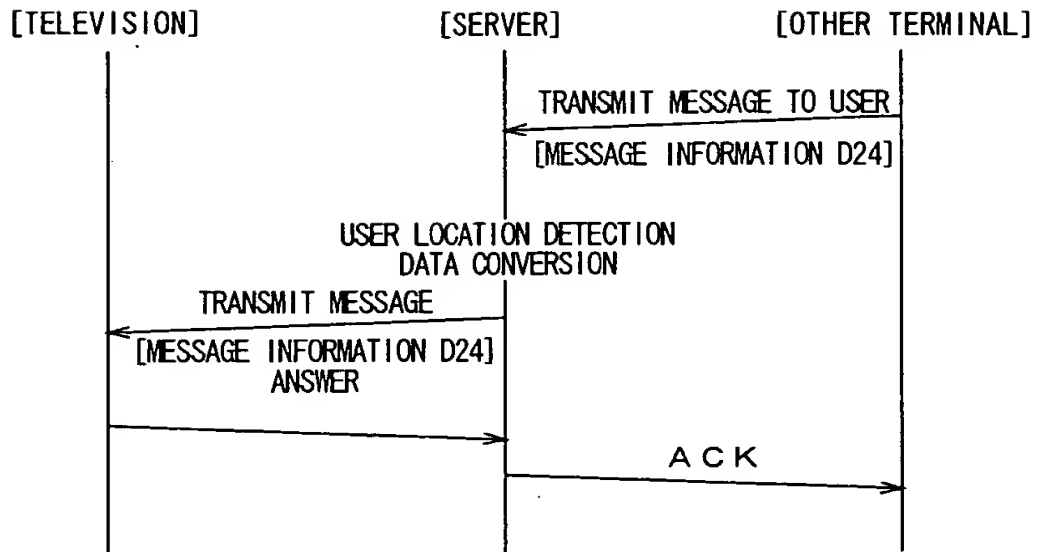 [TELEVISION] [SERVER] [OTHER TERMINAL]
TRANSMIT MESSAGE TO USER
[MESSAGE INFORMATION D24]
USER LOCATION DETECTION
DATA CONVERSION
TRANSMIT MESSAGE
[MESSAGE INFORMATION D24]
ANSWER
ACK